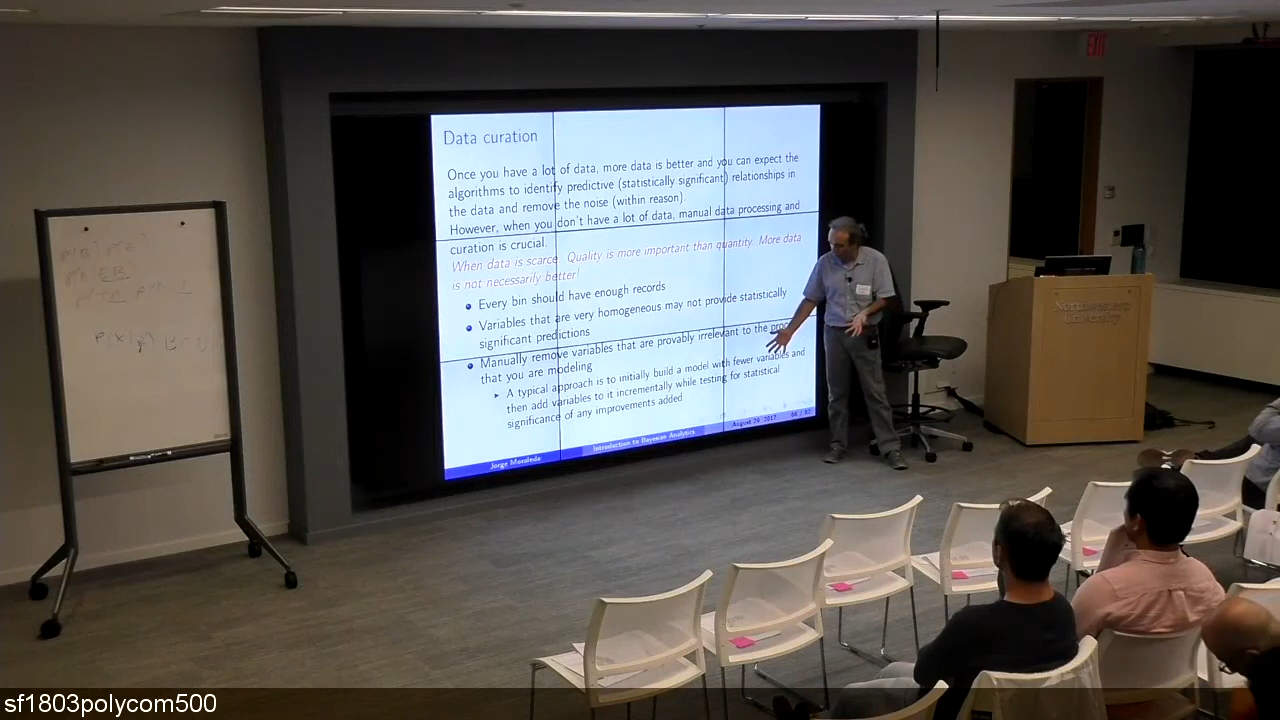 Data curation
Once you have a lot of data, more data is better and you can expect the
algorithms to identify predictive (statistically significant) relationships in
the data and remove the noise (within reason)
However, when you don't have a lot of data, manual data processing and
curation is crucial.
When data is scarce. Quality is more important than quantity. More data
is not necessarily better!
Every bin should have enough records
Variables that are very homogeneous may not provide statistically
significant predictions
Manually remove variables that are provably irrelevant to the
that you are modeling
A typical approach is to initially build a model with fewer variables and
then add variables to it incrementally while testing for statistical
significance of any improvements added
Jorge Moraleda Introduction to Bayesian Analytics August 29, 2017
EXIT
Northwestern
University
sf1803polycom500